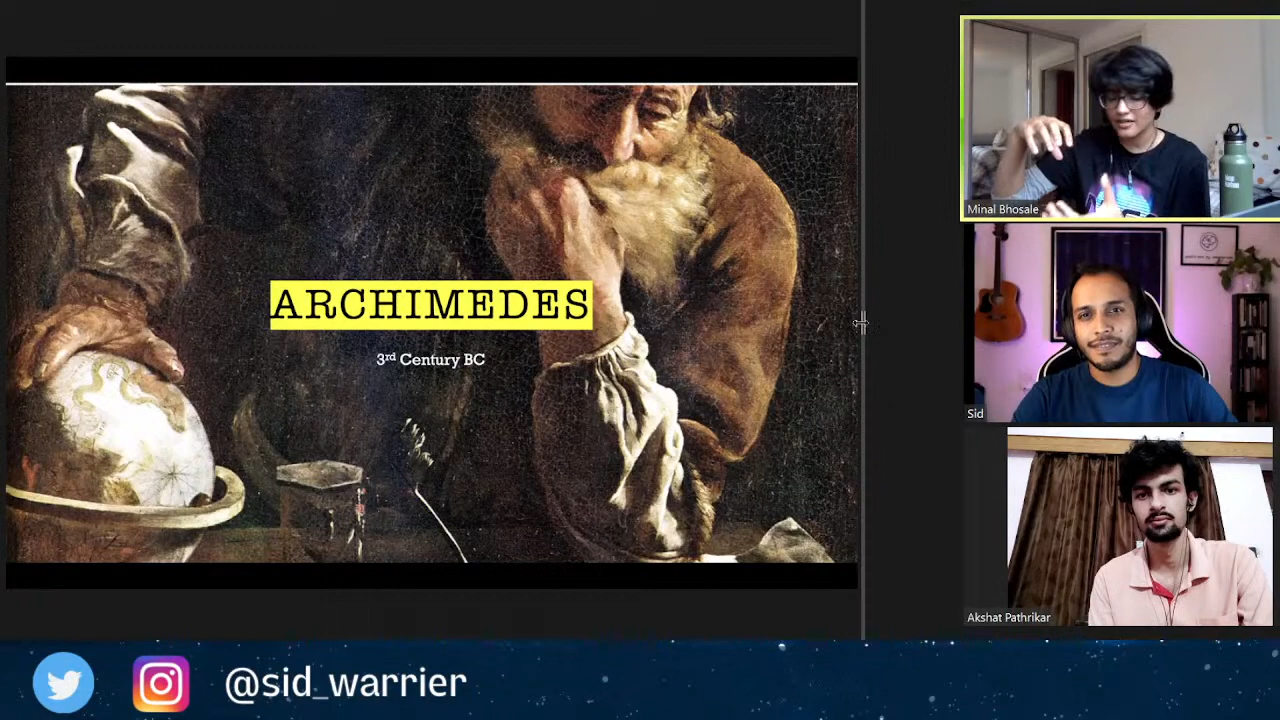 ARCHIMEDES
3rd Century BC
Minal Bhosale
Sid
Akshat Pathrikar
@sid_warrier